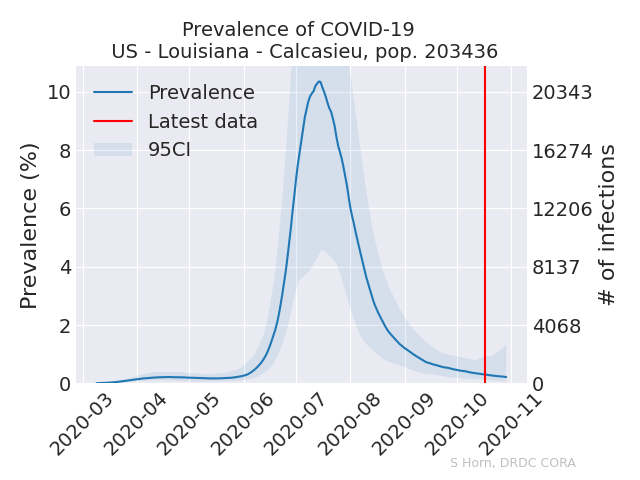 Prevalence of COVID-19
US - Louisiana - Calcasieu, pop. 203436
Prevalence
Latest data
95CI
Prevalence (%)
10
8
6
4
2
0
20343
16274
12206
8137
4068
0
# of infections
2020-03
2020-04
2020-05
2020-06
2020-07
2020-08
2020-09
2020-10
2020-11
S Horn, DRDC CORA